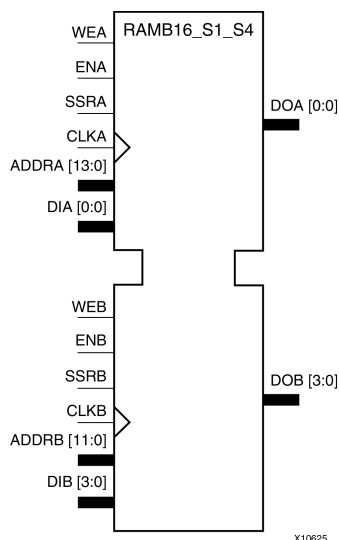 RAMB16_S1_S4
WEA
ENA
SSRA
CLKA
ADDRA [13:0]
DIA [0:0]
DOA [0:0]
WEB
ENB
SSRB
CLKB
ADDRB [11:0]
DIB [3:0]
DOB [3:0]
X10625